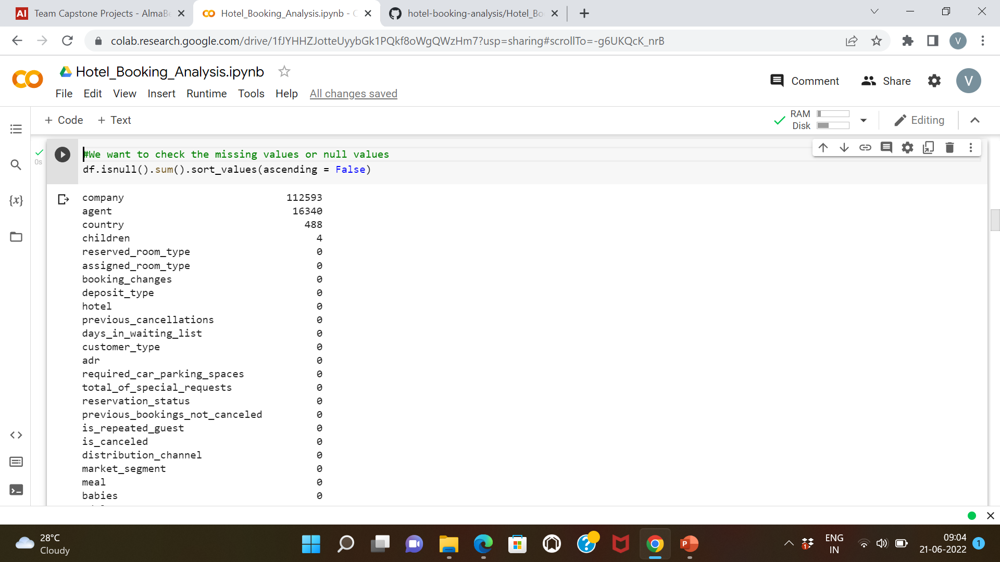 AI Team Capstone Projects - AlmaBe
Hotel_Booking_Analysis.ipynb - C
hotel-booking-analysis/Hotel_Bo
colab.research.google.com/drive/1fJYHHZJotteUyybGk1PQkf8oWgQWzHm7?usp=sharing#scrollTo=-g6UKQcK_nrB
V
CO Hotel_Booking_Analysis.ipynb
Comment Share V
File Edit View Insert Runtime Tools Help All changes saved
+ Code + Text
RAM
Disk
Editing
0s
#We want to check the missing values or null values
df.isnull().sum().sort_values(ascending = False)
{x}
company 112593
agent 16340
country 488
children 4
reserved_room_type 0
assigned_room_type 0
booking_changes 0
deposit_type 0
hotel 0
previous_cancellations 0
days_in_waiting_list 0
customer_type 0
adr 0
required_car_parking_spaces 0
total_of_special_requests 0
reservation_status 0
previous_bookings_not_canceled 0
is_repeated_guest 0
is_canceled 0
distribution_channel 0
market_segment 0
meal 0
babies 0
28°C
Cloudy
ENG
IN
09:04
21-06-2022
1